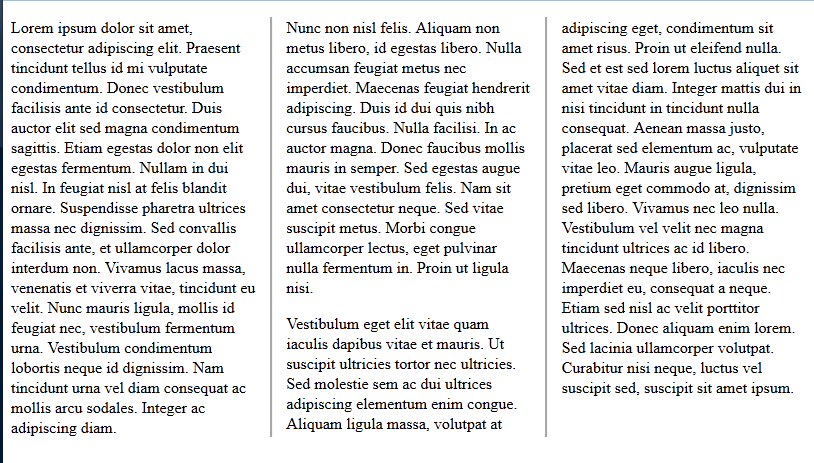 Lorem ipsum dolor sit amet,
consectetur adipiscing elit. Praesent
tincidunt tellus id mi vulputate
condimentum. Donec vestibulum
facilisis ante id consectetur. Duis
auctor elit sed magna condimentum
sagittis. Etiam egestas dolor non elit
egestas fermentum. Nullam in dui
nisl. In feugiat nisl at felis blandit
ornare. Suspendisse pharetra ultrices
massa nec dignissim. Sed convallis
facilisis ante, et ullamcorper dolor
interdum non. Vivamus lacus massa,
venenatis et viverra vitae, tincidunt eu
velit. Nunc mauris ligula, mollis id
feugiat nec, vestibulum fermentum
urna. Vestibulum condimentum
lobortis neque id dignissim. Nam
tincidunt urna vel diam consequat ac
mollis arcu sodales. Integer ac
adipiscing diam.
Nunc non nisl felis. Aliquam non
metus libero, id egestas libero. Nulla
accumsan feugiat metus nec
imperdiet. Maecenas feugiat hendrerit
adipiscing. Duis id dui quis nibh
cursus faucibus. Nulla facilisi. In ac
auctor magna. Donec faucibus mollis
mauris in semper. Sed egestas augue
dui, vitae vestibulum felis. Nam sit
amet consectetur neque. Sed vitae
suscipit metus. Morbi congue
ullamcorper lectus, eget pulvinar
nulla fermentum in. Proin ut ligula
nisi.
Vestibulum eget elit vitae quam
iaculis dapibus vitae et mauris. Ut
suscipit ultricies tortor nec ultricies.
Sed molestie sem ac dui ultrices
adipiscing elementum enim congue.
Aliquam ligula massa, volutpat at
adipiscing eget, condimentum sit
amet risus. Proin ut eleifend nulla.
Sed et est sed lorem luctus aliquet sit
amet vitae diam. Integer mattis dui in
nisi tincidunt in tincidunt nulla
consequat. Aenean massa justo,
placerat sed elementum ac, vulputate
vitae leo. Mauris augue ligula,
pretium eget commodo at, dignissim
sed libero. Vivamus nec leo nulla.
Vestibulum vel velit nec magna
tincidunt ultrices ac id libero.
Maecenas neque libero, iaculis nec
imperdiet eu, consequat a neque.
Etiam sed nisl ac velit porttitor
ultrices. Donec aliquam enim lorem.
Sed lacinia ullamcorper volutpat.
Curabitur nisi neque, luctus vel
suscipit sed, suscipit sit amet ipsum.